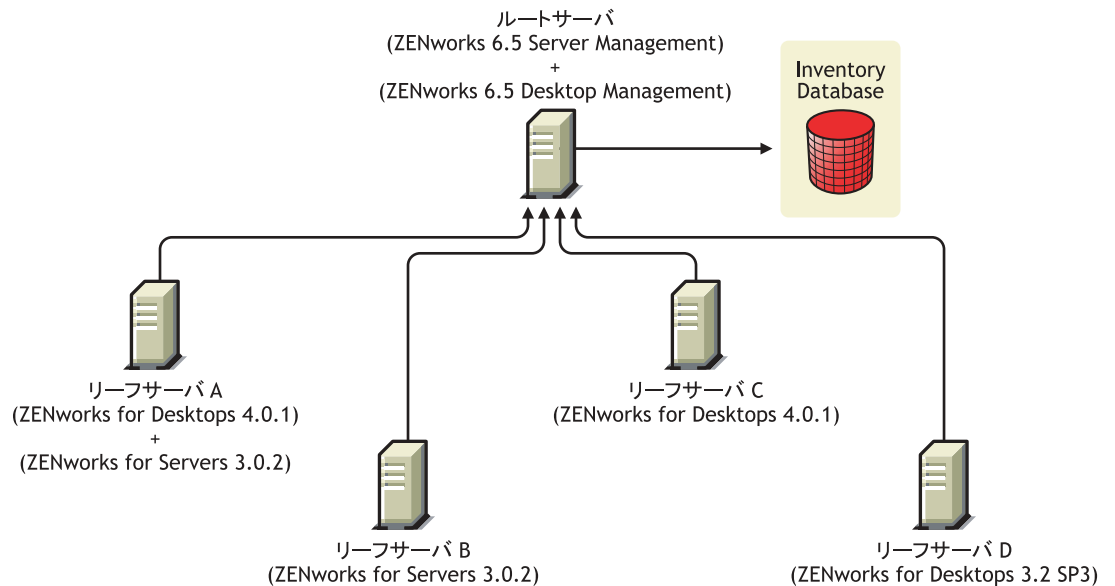 ルートサーバ
(ZENworks 6.5 Server Management)
+
(ZENworks 6.5 Desktop Management)
Inventory
Database
リーフサーバ A
(ZENworks for Desktops 4.0.1)
+
(ZENworks for Servers 3.0.2)
リーフサーバ B
(ZENworks for Servers 3.0.2)
リーフサーバ C
(ZENworks for Desktops 4.0.1)
リーフサーバ D
(ZENworks for Desktops 3.2 SP3)